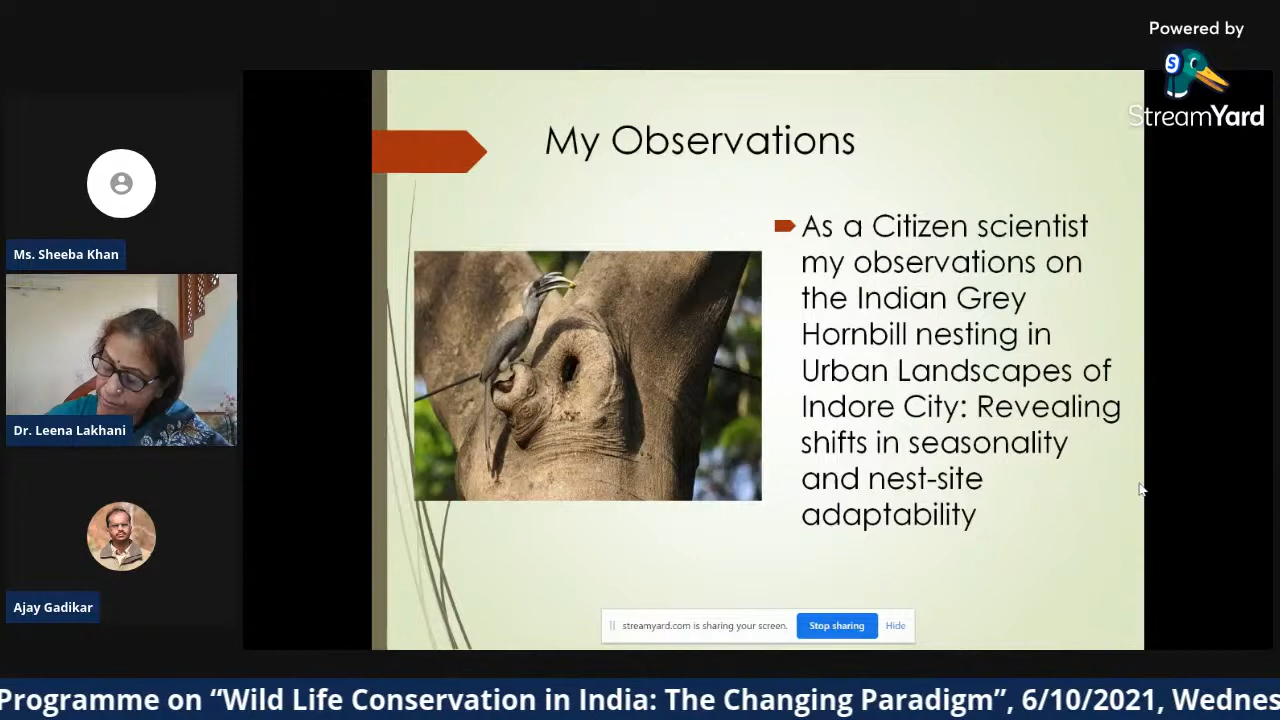 Powered by
S
StreamYard
My Observations
As a Citizen scientist
my observations on
the Indian Grey
Hornbill nesting in
Urban Landscapes of
Indore City: Revealing
shifts in seasonality
and nest-site
adaptability
Ms. Sheeba Khan
Dr. Leena Lakhani
Ajay Gadikar
streamyard.com is sharing your screen.
Stop sharing
Hide
Programme on “Wild Life Conservation in India: The Changing Paradigm”, 6/10/2021, Wednes